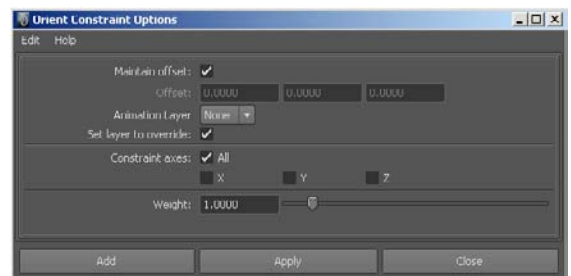 Orient Constraint Options
Edit Help
Maintain offset:
Offset: 0.0000 0.0000 0.0000
Animation Layer None
Set layer to override:
Constraint axes: All
X Y Z
Weight: 1.0000
Add Apply Close